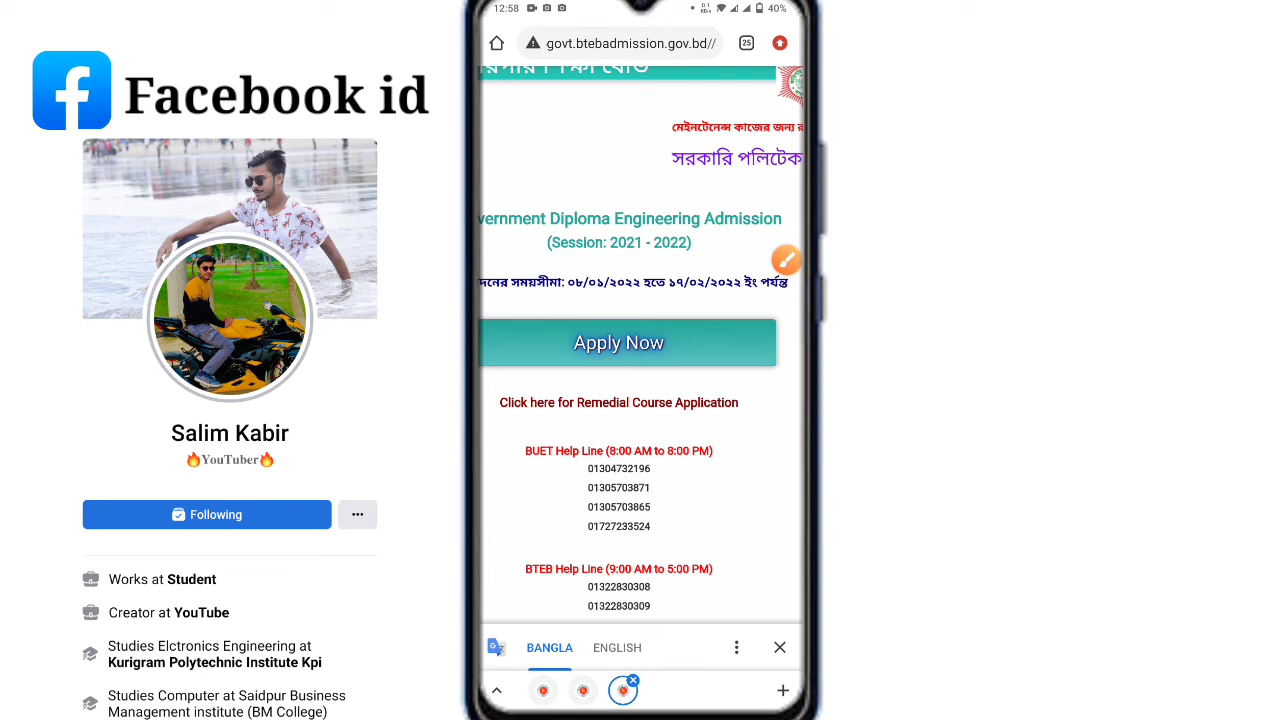 Facebook id
Salim Kabir
🔥YouTuber🔥
Following
Works at Student
Creator at YouTube
Studies Elctronics Engineering at
Kurigram Polytechnic Institute Kpi
Studies Computer at Saidpur Business
Management institute (BM College)
12:58
0.1
KB/s
40%
govt.btebadmission.gov.bd//
25
শিক্ষা বোর্ড
মেইনটেনেন্স কাজের জন্য
সরকারি পলিটেক
vernment Diploma Engineering Admission
(Session: 2021 - 2022)
দনের সময়সীমা: ০৮/০১/২০২২ হতে ১৭/০২/২০২২ ইং পর্যন্ত
Apply Now
Click here for Remedial Course Application
BUET Help Line (8:00 AM to 8:00 PM)
01304732196
01305703871
01305703865
01727233524
BTEB Help Line (9:00 AM to 5:00 PM)
01322830308
01322830309
BANGLA ENGLISH